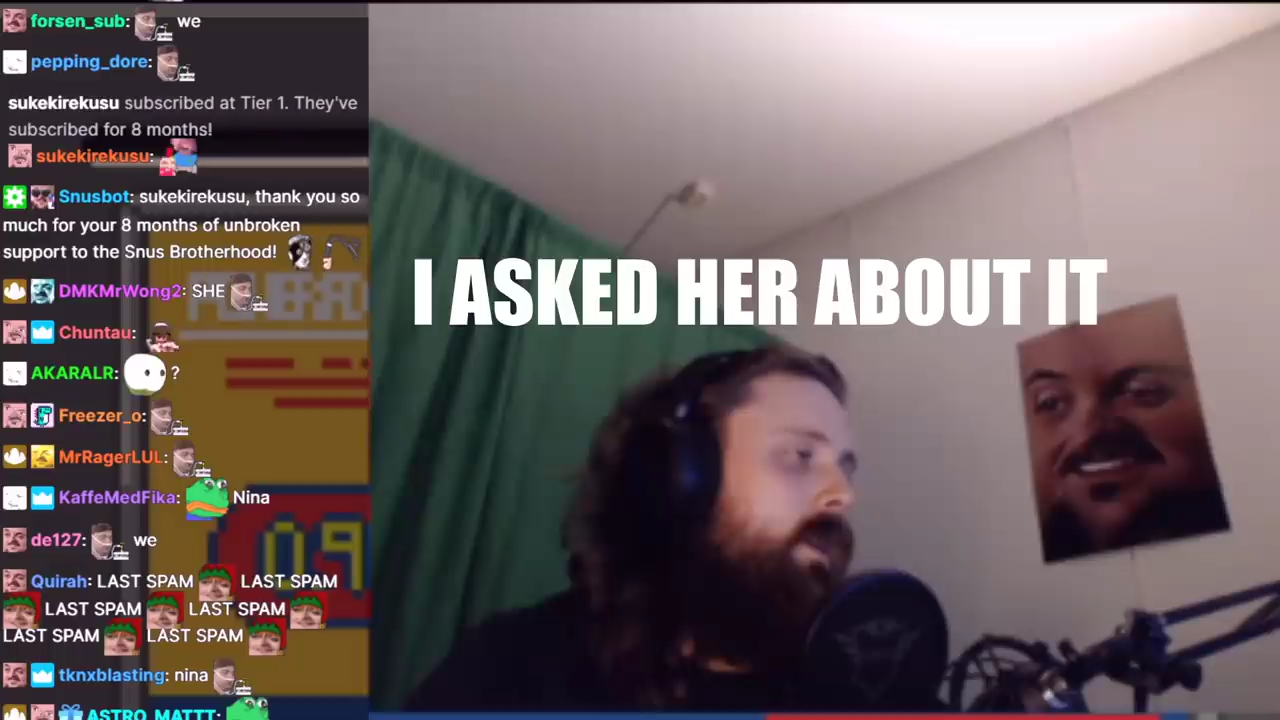 forsen_sub: we
pepping_dore:
sukekirekusu subscribed at Tier 1. They've
subscribed for 8 months!
sukekirekusu:
Snusbot: sukekirekusu, thank you so
much for your 8 months of unbroken
support to the Snus Brotherhood!
DMKMrWong2: SHE
Chuntau:
AKARALR: ?
Freezer_o:
MrRagerLUL:
KaffeMedFika: Nina
de127: we
Quirah: LAST SPAM LAST SPAM
LAST SPAM LAST SPAM
LAST SPAM LAST SPAM
tknxblasting: nina
ASTRO_MATTT:
I ASKED HER ABOUT IT
09